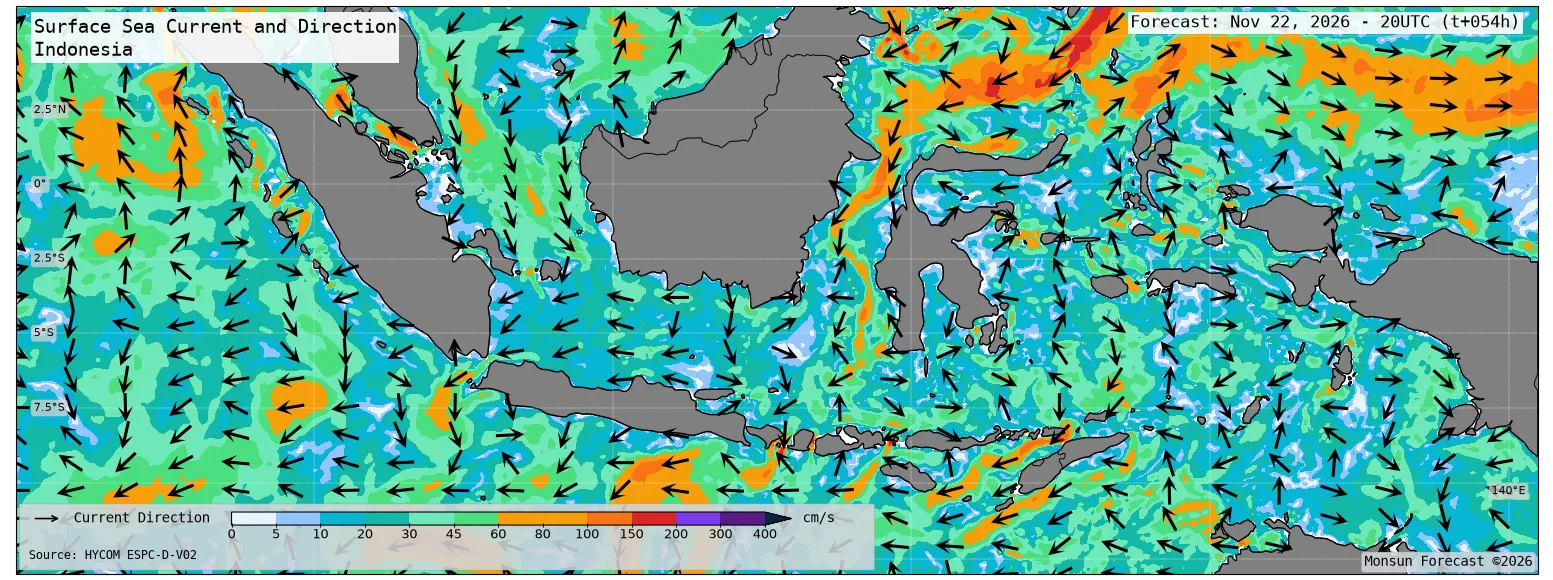 Surface Sea Current and Direction
Indonesia
Forecast: Nov 22, 2026 - 20UTC (t+054h)
2.5°N
0°
2.5°S
5°S
7.5°S
140°E
Current Direction
cm/s
0 5 10 20 30 45 60 80 100 150 200 300 400
Source: HYCOM ESPC-D-V02
Monsun Forecast ©2026